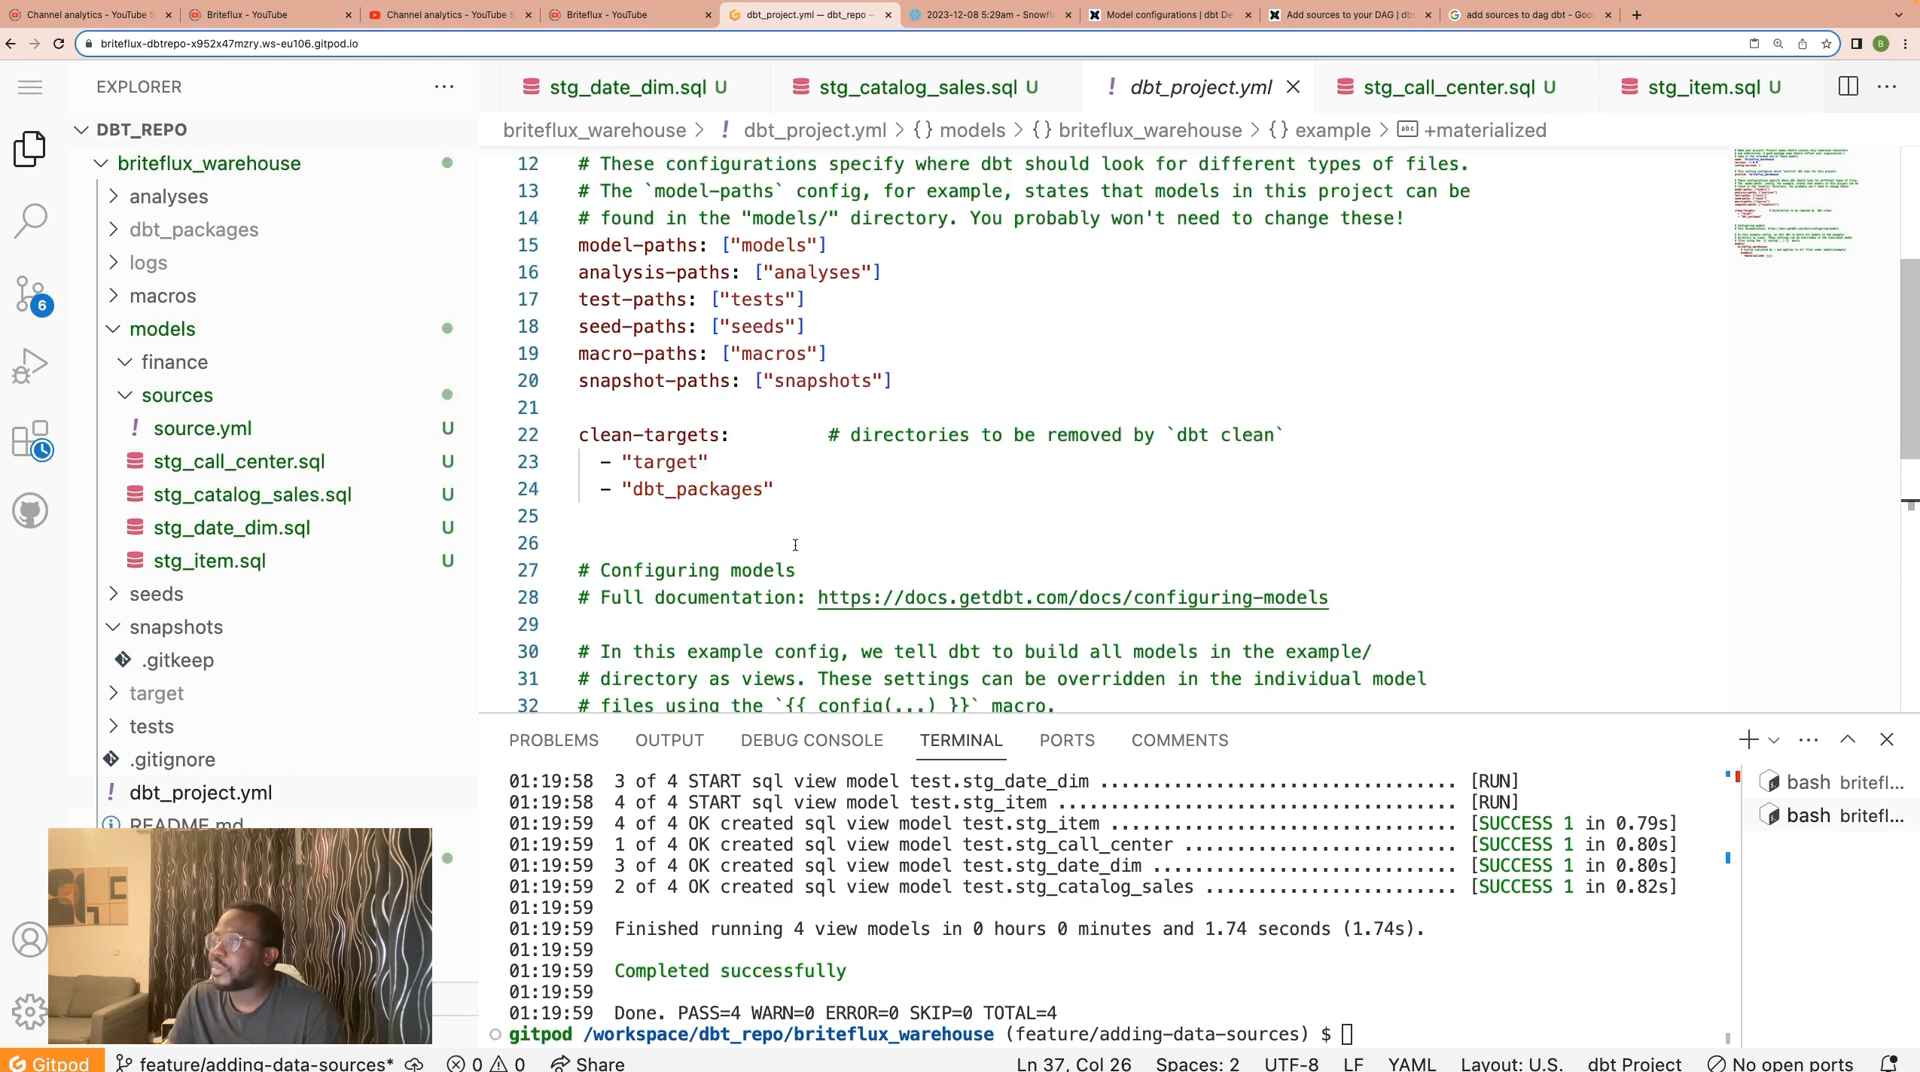 Channel analytics - YouTube S
Briteflux - YouTube
Channel analytics - YouTube S
Briteflux - YouTube
dbt_project.yml — dbt_repo —
2023-12-08 5:29am - Snowfl
Model configurations | dbt De
Add sources to your DAG | dbt
add sources to dag dbt - Goo
briteflux-dbtrepo-x952x47mzry.ws-eu106.gitpod.io
B
EXPLORER
stg_date_dim.sql U
stg_catalog_sales.sql U
! dbt_project.yml
stg_call_center.sql U
stg_item.sql U
briteflux_warehouse > ! dbt_project.yml > {} models > {} briteflux_warehouse > {} example > abc +materialized
DBT_REPO
briteflux_warehouse
analyses
dbt_packages
logs
macros
models
finance
sources
! source.yml U
stg_call_center.sql U
stg_catalog_sales.sql U
stg_date_dim.sql U
stg_item.sql U
seeds
snapshots
.gitkeep
target
tests
.gitignore
! dbt_project.yml
README.md
6
12 # These configurations specify where dbt should look for different types of files.
13 # The `model-paths` config, for example, states that models in this project can be
14 # found in the "models/" directory. You probably won't need to change these!
15 model-paths: ["models"]
16 analysis-paths: ["analyses"]
17 test-paths: ["tests"]
18 seed-paths: ["seeds"]
19 macro-paths: ["macros"]
20 snapshot-paths: ["snapshots"]
21
22 clean-targets: # directories to be removed by `dbt clean`
23 - "target"
24 - "dbt_packages"
25
26
27 # Configuring models
28 # Full documentation: https://docs.getdbt.com/docs/configuring-models
29
30 # In this example config, we tell dbt to build all models in the example/
31 # directory as views. These settings can be overridden in the individual model
32 # files using the `{{ config(...) }}` macro.
PROBLEMS OUTPUT DEBUG CONSOLE TERMINAL PORTS COMMENTS
01:19:58 3 of 4 START sql view model test.stg_date_dim ................................. [RUN]
01:19:58 4 of 4 START sql view model test.stg_item ..................................... [RUN]
01:19:59 4 of 4 OK created sql view model test.stg_item ................................ [SUCCESS 1 in 0.79s]
01:19:59 1 of 4 OK created sql view model test.stg_call_center ......................... [SUCCESS 1 in 0.80s]
01:19:59 3 of 4 OK created sql view model test.stg_date_dim ............................ [SUCCESS 1 in 0.80s]
01:19:59 2 of 4 OK created sql view model test.stg_catalog_sales ....................... [SUCCESS 1 in 0.82s]
01:19:59
01:19:59 Finished running 4 view models in 0 hours 0 minutes and 1.74 seconds (1.74s).
01:19:59
01:19:59 Completed successfully
01:19:59
01:19:59 Done. PASS=4 WARN=0 ERROR=0 SKIP=0 TOTAL=4
gitpod /workspace/dbt_repo/briteflux_warehouse (feature/adding-data-sources) $
bash britefl...
bash britefl...
Gitpod
feature/adding-data-sources*
0 0
Share
Ln 37, Col 26
Spaces: 2
UTF-8
LF
YAML
Layout: U.S.
dbt Project
No open ports